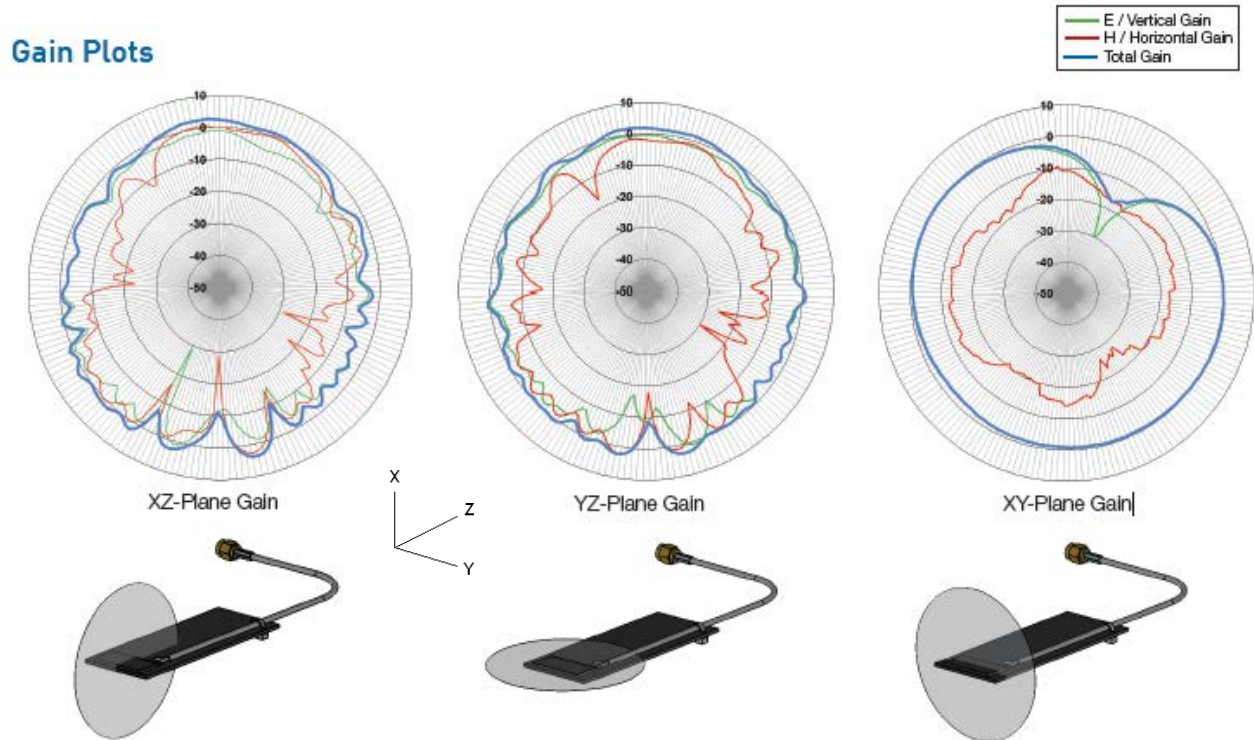 E / Vertical Gain
H / Horizontal Gain
Total Gain
Gain Plots
10
0
-10
-20
-30
-40
-50
10
0
-10
-20
-30
-40
-50
10
0
-10
-20
-30
-40
-50
XZ-Plane Gain
YZ-Plane Gain
XY-Plane Gain
X
Z
Y